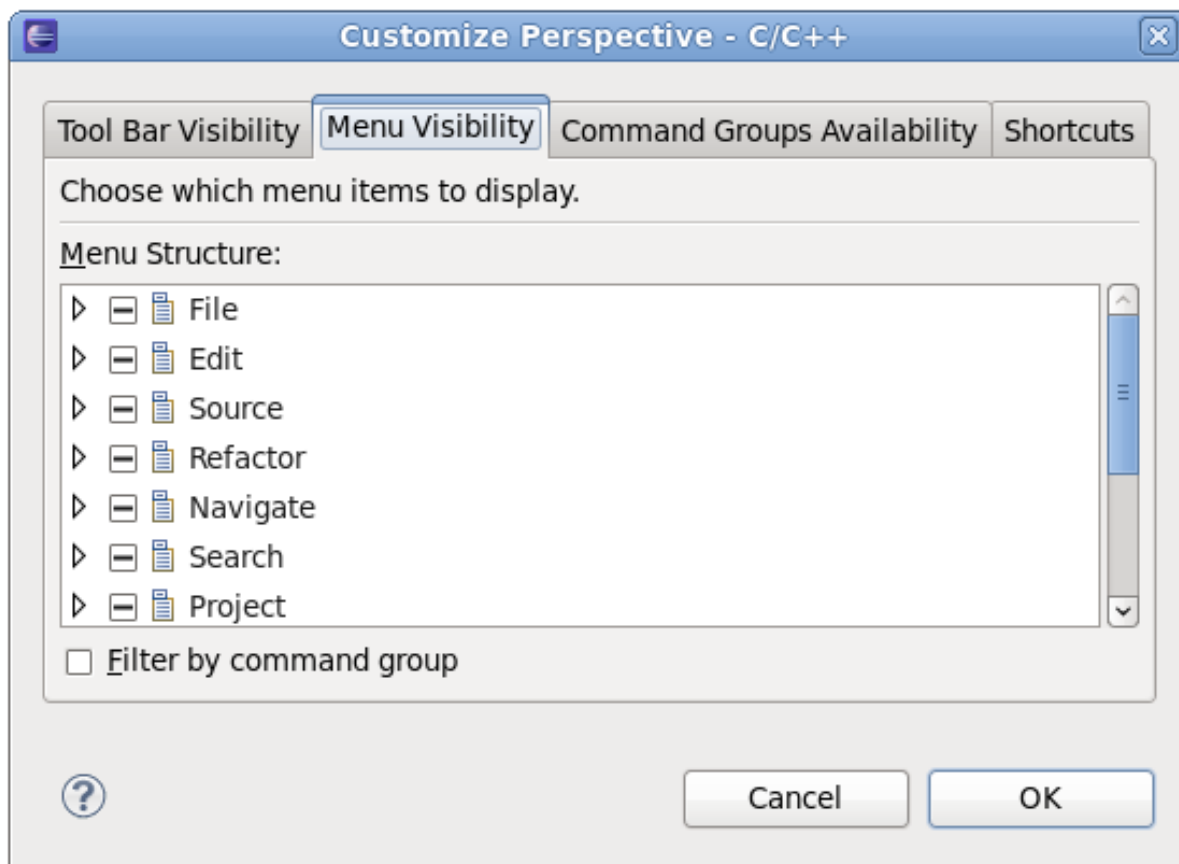 Customize Perspective - C/C++
Tool Bar Visibility Menu Visibility Command Groups Availability Shortcuts
Choose which menu items to display.
Menu Structure:
File
Edit
Source
Refactor
Navigate
Search
Project
Filter by command group
? Cancel OK